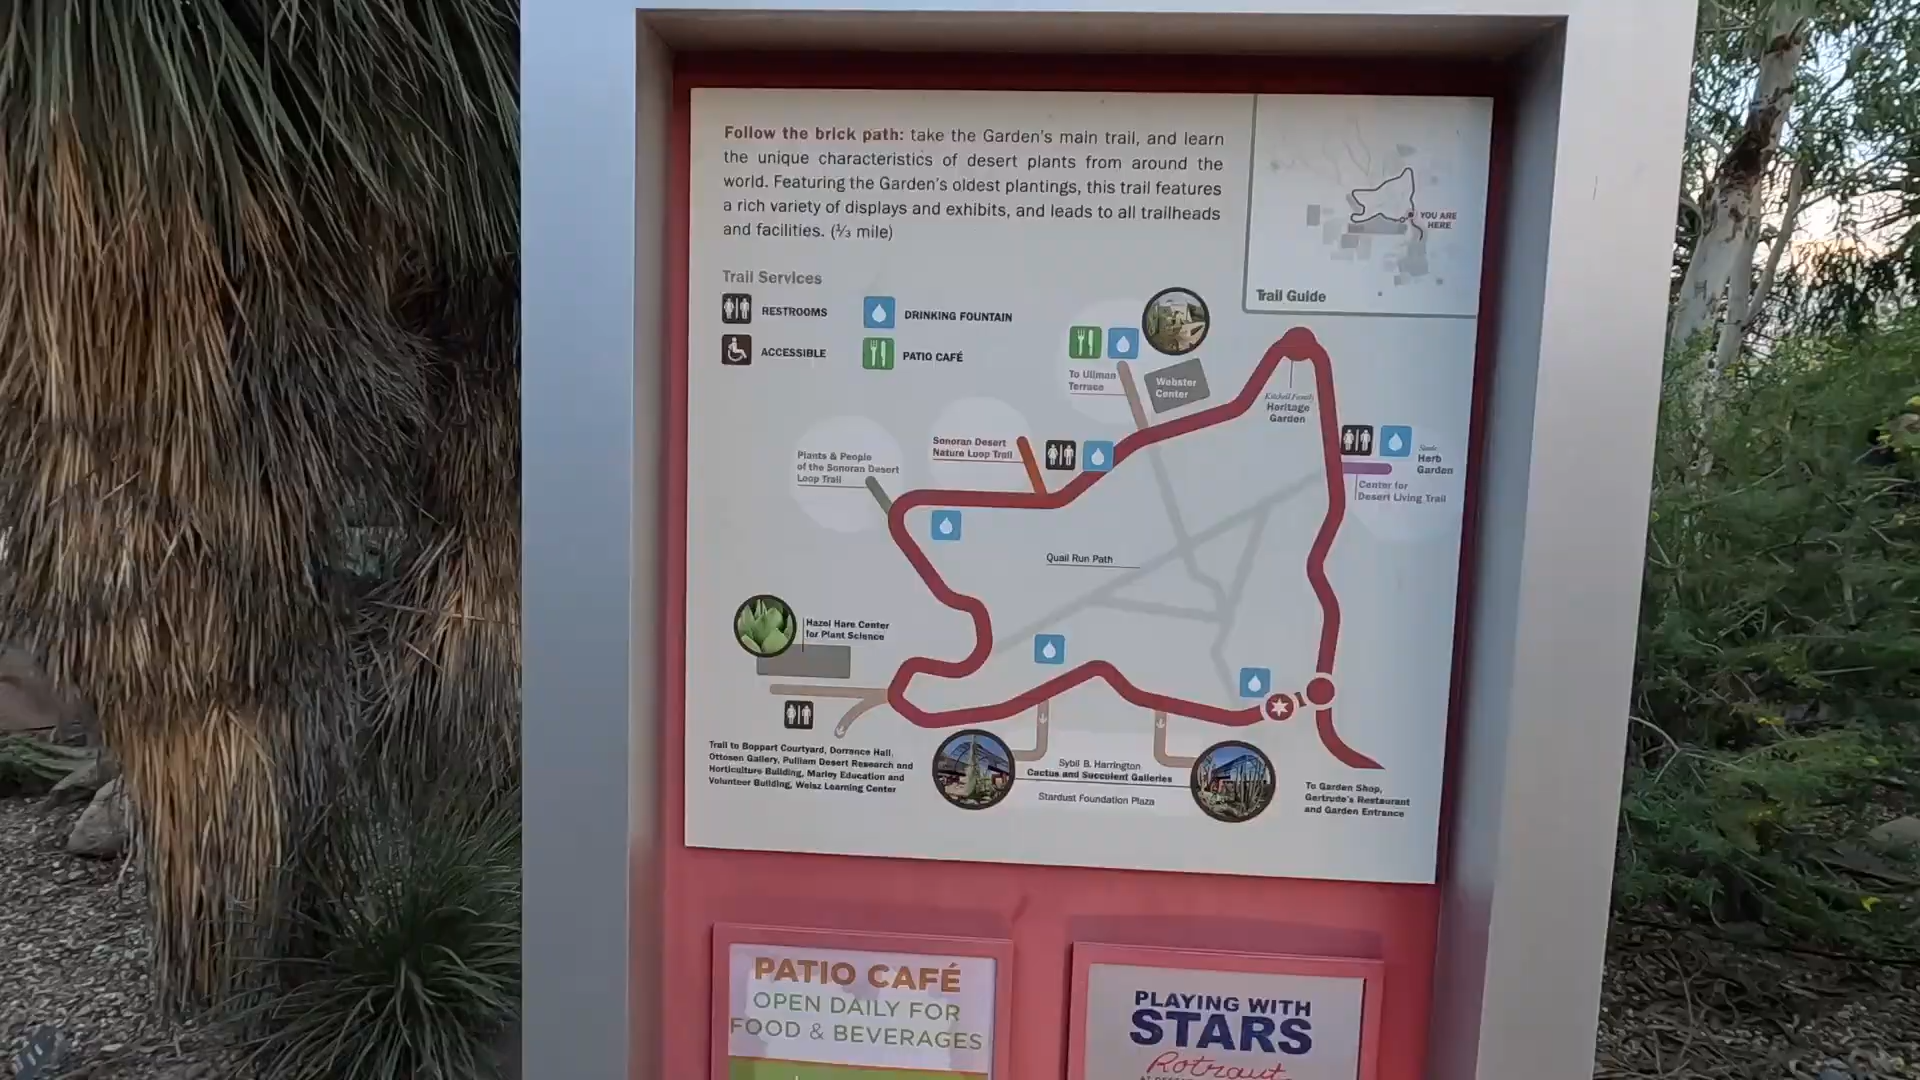 Follow the brick path: take the Garden's main trail, and learn
the unique characteristics of desert plants from around the
world. Featuring the Garden's oldest plantings, this trail features
a rich variety of displays and exhibits, and leads to all trailheads
and facilities. (⅓ mile)
YOU ARE
HERE
Trail Guide
Trail Services
RESTROOMS
DRINKING FOUNTAIN
ACCESSIBLE
PATIO CAFÉ
To Ullman
Terrace
Webster
Center
Kitchell Family
Heritage
Garden
Sonoran Desert
Nature Loop Trail
Plants & People
of the Sonoran Desert
Loop Trail
Herb
Garden
Center for
Desert Living Trail
Quail Run Path
Hazel Hare Center
for Plant Science
Trail to Boppart Courtyard, Dorrance Hall,
Ottosen Gallery, Pulliam Desert Research and
Horticulture Building, Marley Education and
Volunteer Building, Weisz Learning Center
Sybil B. Harrington
Cactus and Succulent Galleries
Stardust Foundation Plaza
To Garden Shop,
Gertrude's Restaurant
and Garden Entrance
PATIO CAFÉ
OPEN DAILY FOR
FOOD & BEVERAGES
PLAYING WITH
STARS
Rotraut